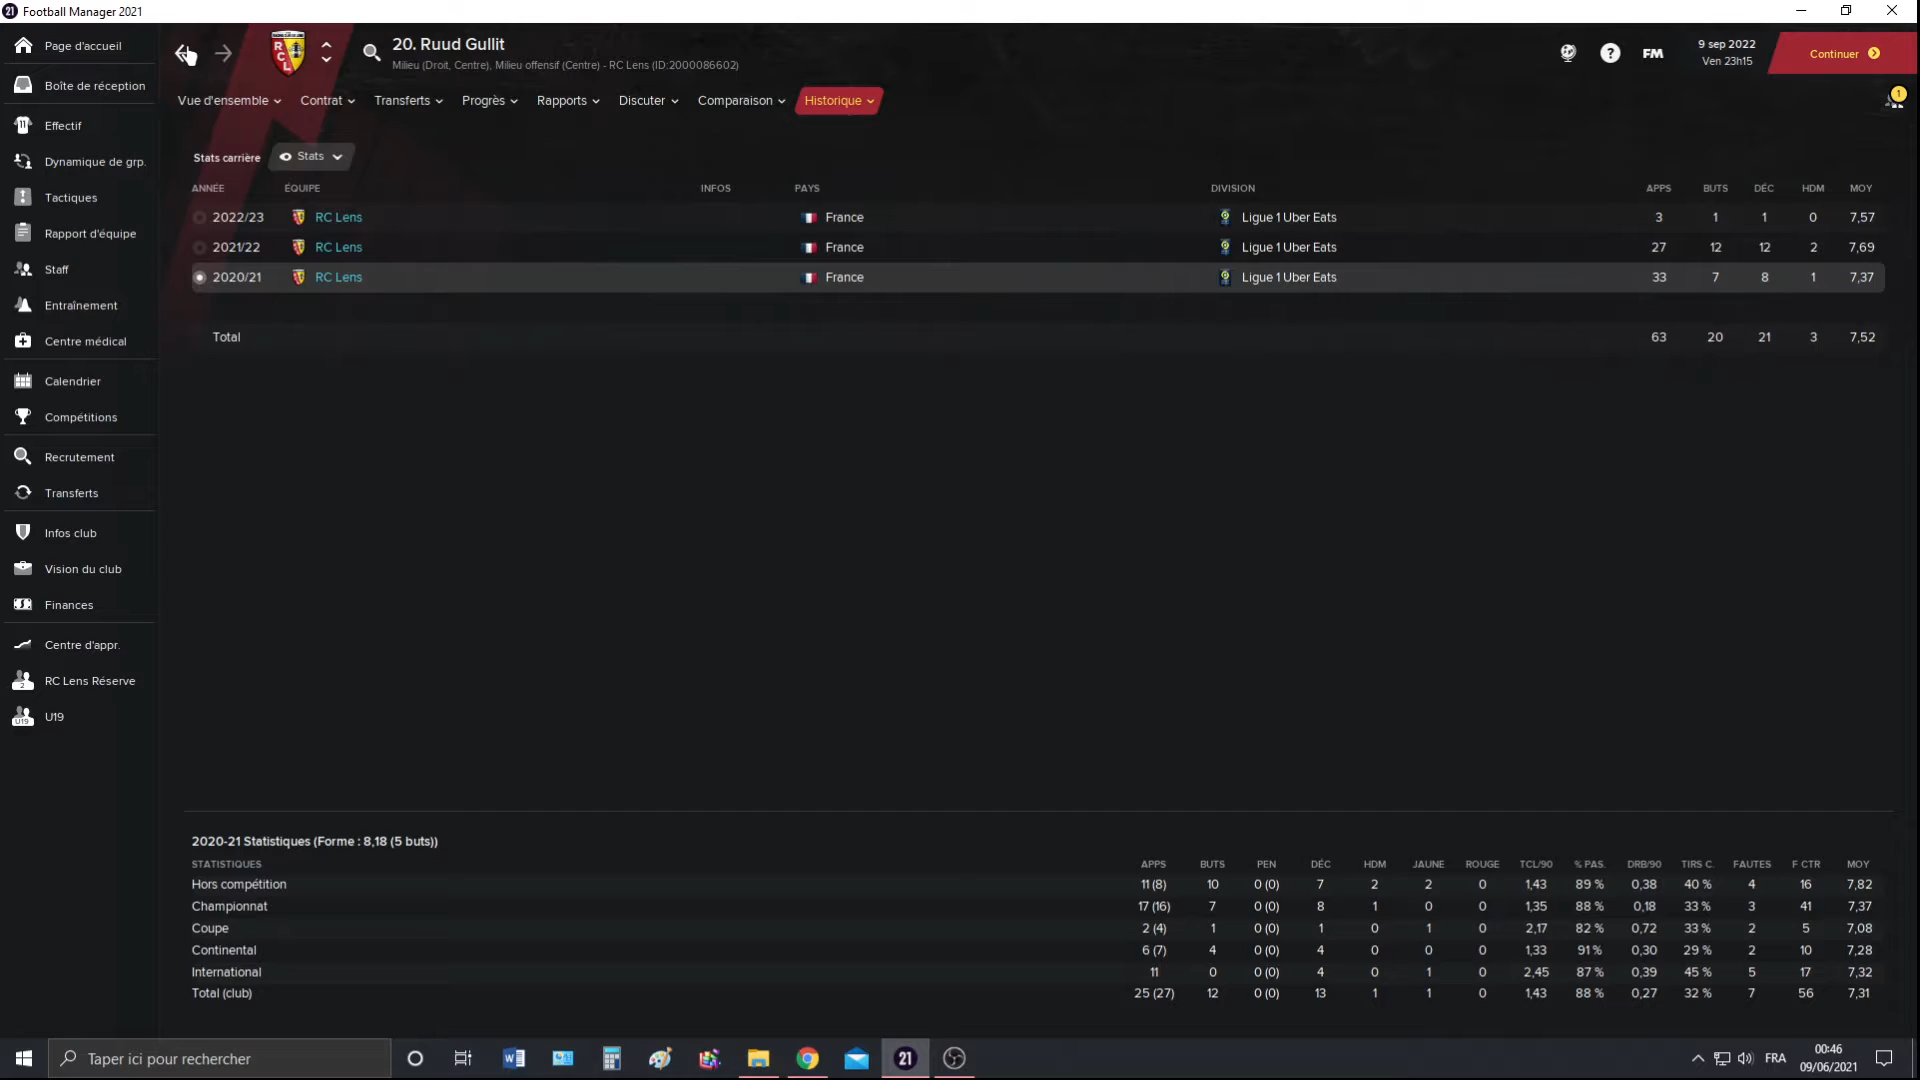 Football Manager 2021
Page d'accueil
Boîte de réception
Effectif
Dynamique de grp.
Tactiques
Rapport d'équipe
Staff
Entraînement
Centre médical
Calendrier
Compétitions
Recrutement
Transferts
Infos club
Vision du club
Finances
Centre d'appr.
RC Lens Réserve
U19
20. Ruud Gullit
Milieu (Droit, Centre), Milieu offensif (Centre) - RC Lens (ID:2000086602)
FM
9 sep 2022
Ven 23h15
Continuer
1
Vue d'ensemble Contrat Transferts Progrès Rapports Discuter Comparaison Historique
Stats carrière Stats
ANNÉE ÉQUIPE INFOS PAYS DIVISION APPS BUTS DÉC HDM MOY
2022/23 RC Lens France Ligue 1 Uber Eats 3 1 1 0 7,57
2021/22 RC Lens France Ligue 1 Uber Eats 27 12 12 2 7,69
2020/21 RC Lens France Ligue 1 Uber Eats 33 7 8 1 7,37
Total 63 20 21 3 7,52
2020-21 Statistiques (Forme : 8,18 (5 buts))
STATISTIQUES APPS BUTS PEN DÉC HDM JAUNE ROUGE TCL/90 % PAS. DRB/90 TIRS C. FAUTES F CTR MOY
Hors compétition 11 (8) 10 0 (0) 7 2 2 0 1,43 89 % 0,38 40 % 4 16 7,82
Championnat 17 (16) 7 0 (0) 8 1 0 0 1,35 88 % 0,18 33 % 3 41 7,37
Coupe 2 (4) 1 0 (0) 1 0 1 0 2,17 82 % 0,72 33 % 2 5 7,08
Continental 6 (7) 4 0 (0) 4 0 0 0 1,33 91 % 0,30 29 % 2 10 7,28
International 11 0 0 (0) 4 0 1 0 2,45 87 % 0,39 45 % 5 17 7,32
Total (club) 25 (27) 12 0 (0) 13 1 1 0 1,43 88 % 0,27 32 % 7 56 7,31
Taper ici pour rechercher
21
FRA
00:46
09/06/2021